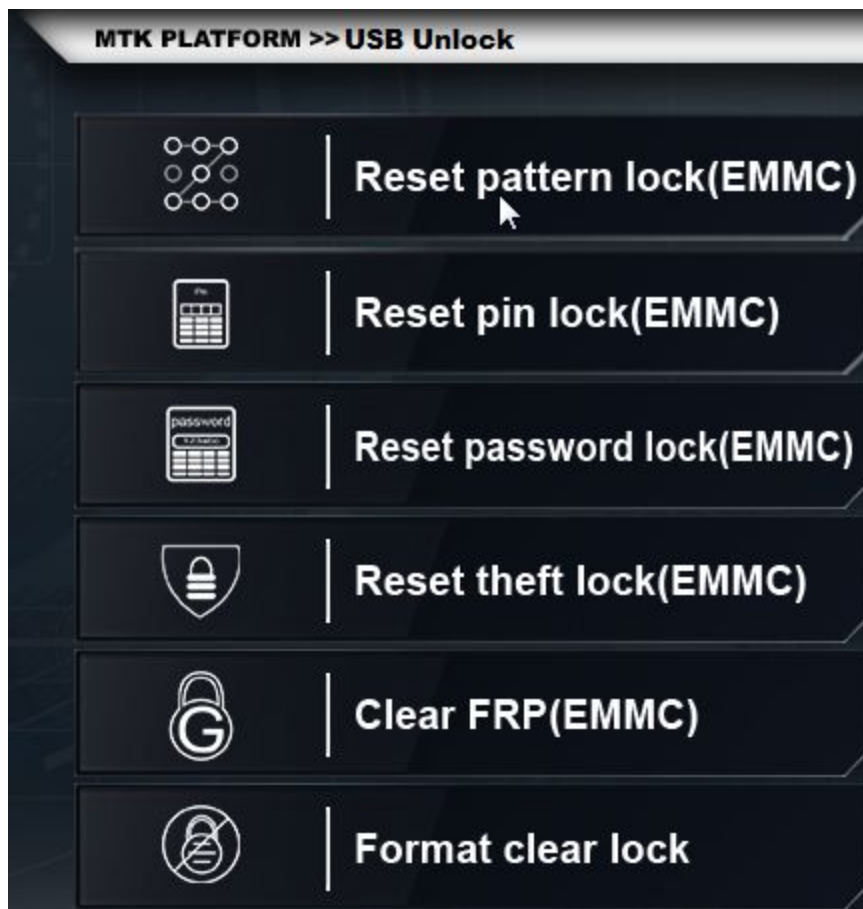 MTK PLATFORM >> USB Unlock
Reset pattern lock(EMMC)
Reset pin lock(EMMC)
password
Reset password lock(EMMC)
Reset theft lock(EMMC)
G
Clear FRP(EMMC)
Format clear lock